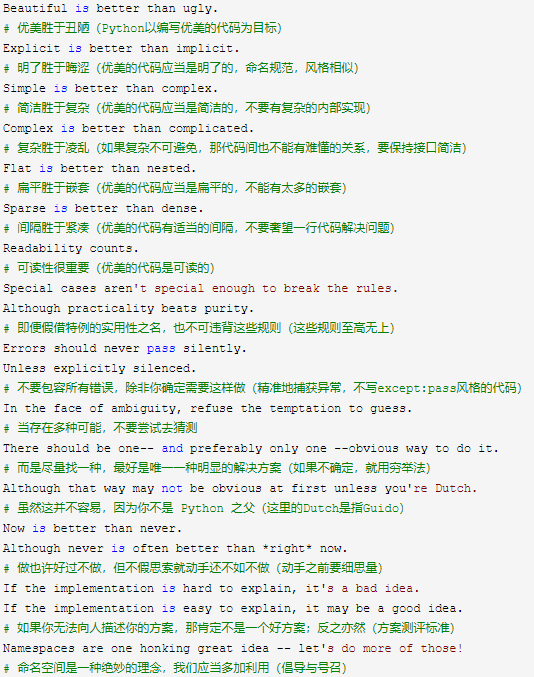 Beautiful is better than ugly.
# 优美胜于丑陋（Python以编写优美的代码为目标）
Explicit is better than implicit.
# 明了胜于晦涩（优美的代码应当是明了的，命名规范，风格相似）
Simple is better than complex.
# 简洁胜于复杂（优美的代码应当是简洁的，不要有复杂的内部实现）
Complex is better than complicated.
# 复杂胜于凌乱（如果复杂不可避免，那代码间也不能有难懂的关系，要保持接口简洁）
Flat is better than nested.
# 扁平胜于嵌套（优美的代码应当是扁平的，不能有太多的嵌套）
Sparse is better than dense.
# 间隔胜于紧凑（优美的代码有适当的间隔，不要奢望一行代码解决问题）
Readability counts.
# 可读性很重要（优美的代码是可读的）
Special cases aren't special enough to break the rules.
Although practicality beats purity.
# 即便假借特例的实用性之名，也不可违背这些规则（这些规则至高无上）
Errors should never pass silently.
Unless explicitly silenced.
# 不要包容所有错误，除非你确定需要这样做（精准地捕获异常，不写except:pass风格的代码）
In the face of ambiguity, refuse the temptation to guess.
# 当存在多种可能，不要尝试去猜测
There should be one-- and preferably only one --obvious way to do it.
# 而是尽量找一种，最好是唯一一种明显的解决方案（如果不确定，就用穷举法）
Although that way may not be obvious at first unless you're Dutch.
# 虽然这并不容易，因为你不是 Python 之父（这里的Dutch是指Guido）
Now is better than never.
Although never is often better than *right* now.
# 做也许好过不做，但不假思索就动手还不如不做（动手之前要细思量）
If the implementation is hard to explain, it's a bad idea.
If the implementation is easy to explain, it may be a good idea.
# 如果你无法向人描述你的方案，那肯定不是一个好方案；反之亦然（方案测评标准）
Namespaces are one honking great idea -- let's do more of those!
# 命名空间是一种绝妙的理念，我们应当多加利用（倡导与号召）